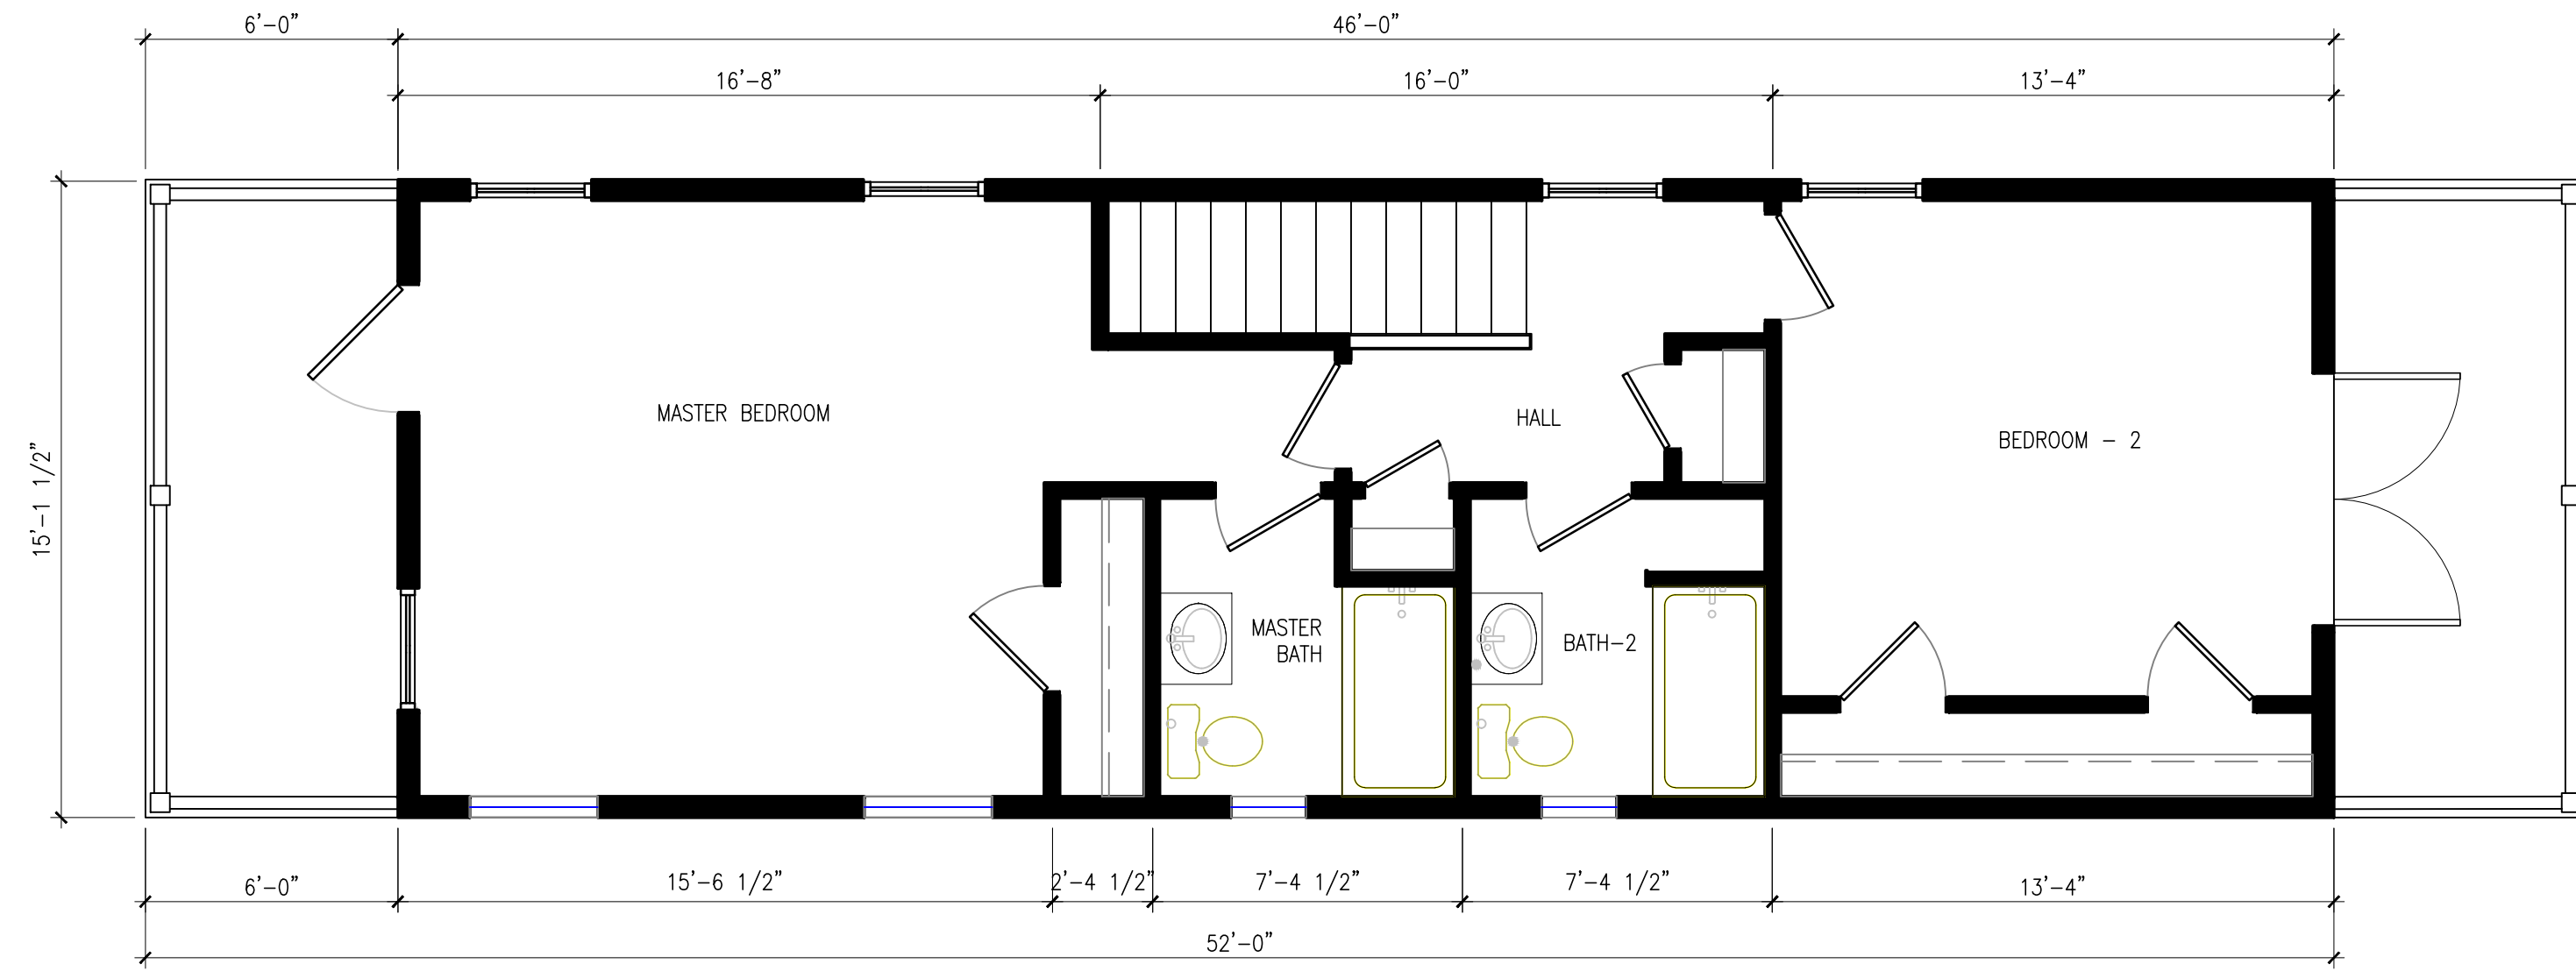 6'-0"
46'-0"
16'-8"
16'-0"
13'-4"
15'-1 1/2"
MASTER BEDROOM
HALL
BEDROOM - 2
MASTER
BATH
BATH-2
6'-0"
15'-6 1/2"
2'-4 1/2"
7'-4 1/2"
7'-4 1/2"
13'-4"
52'-0"